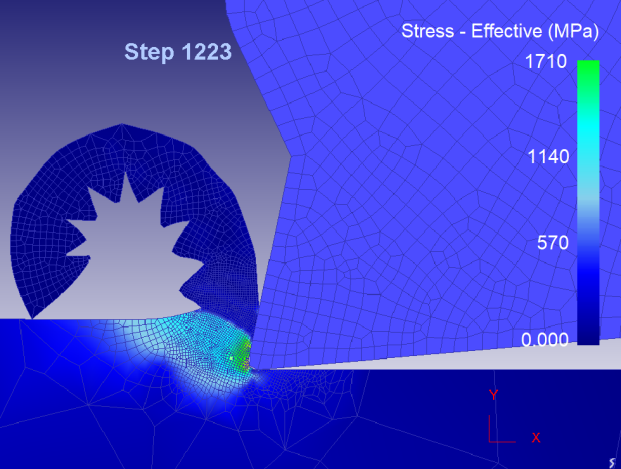 Stress - Effective (MPa)
Step 1223
1710
1140
570
0.000
Y
X